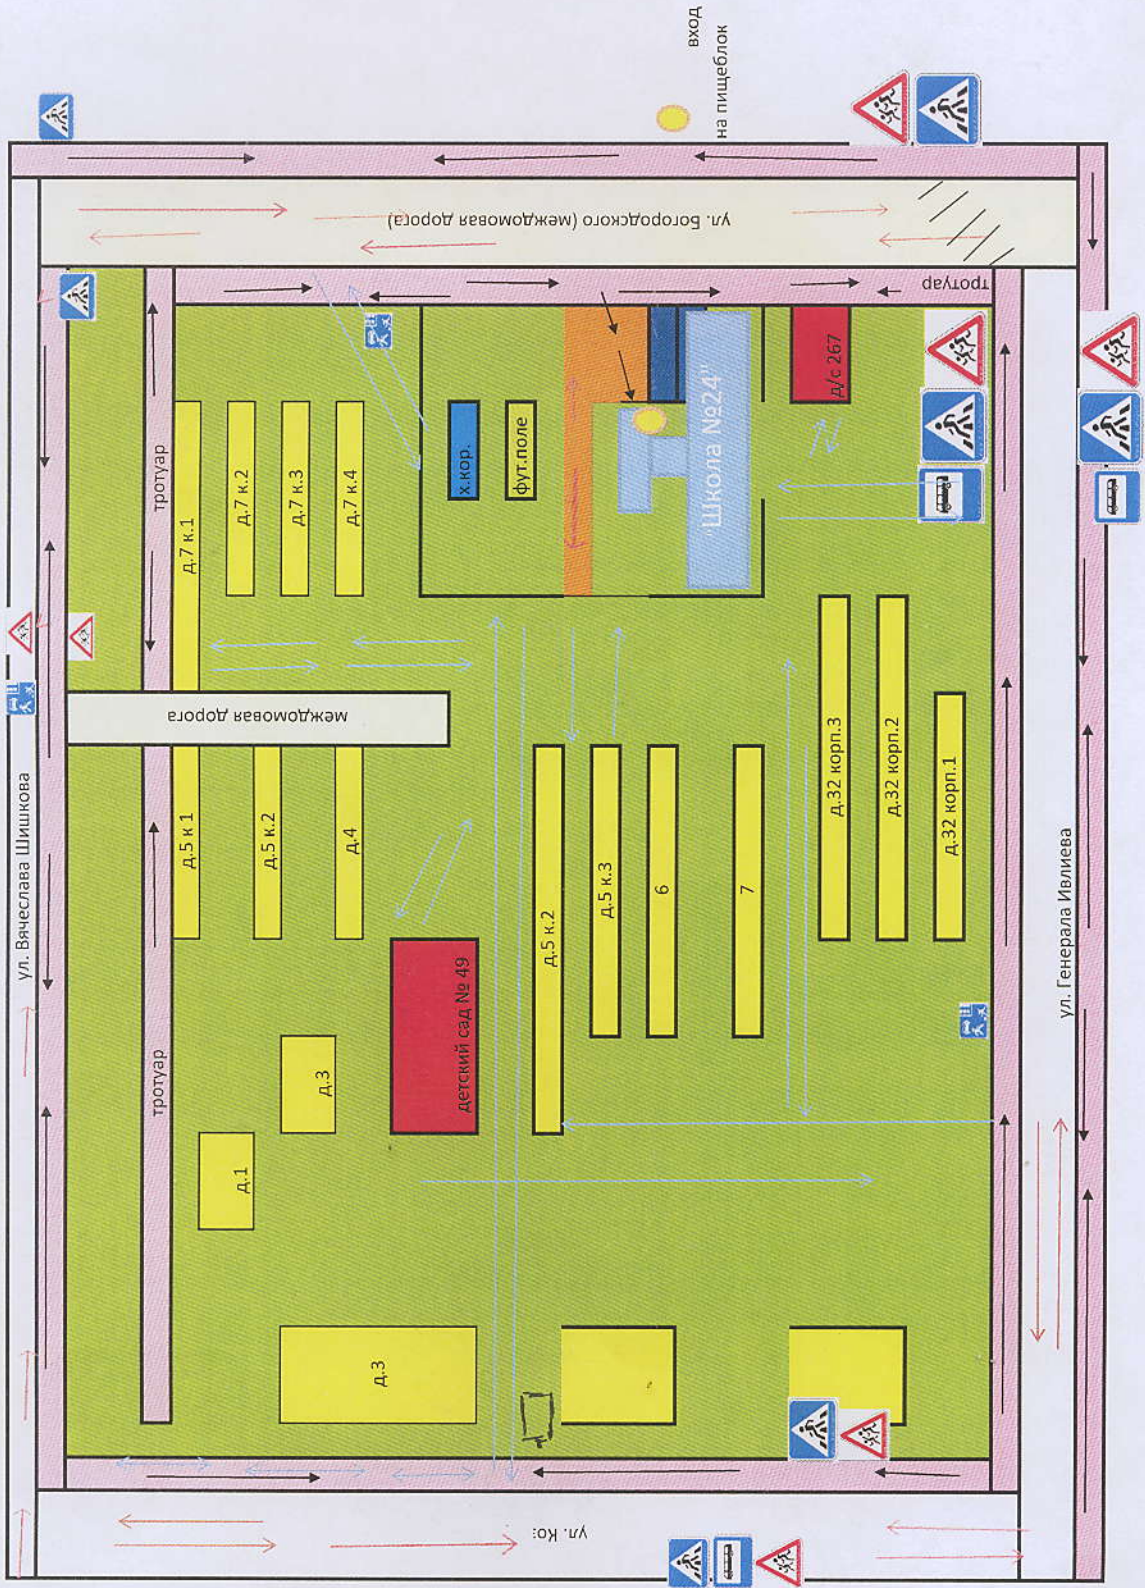 вход
на пищеблок
ул. Вячеслава Шишкова
ул. Богородского (междомовая дорога)
тротуар
тротуар
тротуар
междомовая дорога
д.7 к.1
д.7 к.2
д.7 к.3
д.7 к.4
х.кор.
фут.поле
"Школа №24"
д/с 267
д.5 к 1
д.5 к.2
д.4
д.5 к.2
д.5 к.3
6
7
д.32 корп.3
д.32 корп.2
д.32 корп.1
детский сад № 49
д.3
д.1
д.3
ул. Генерала Ивлиева
ул. Ко